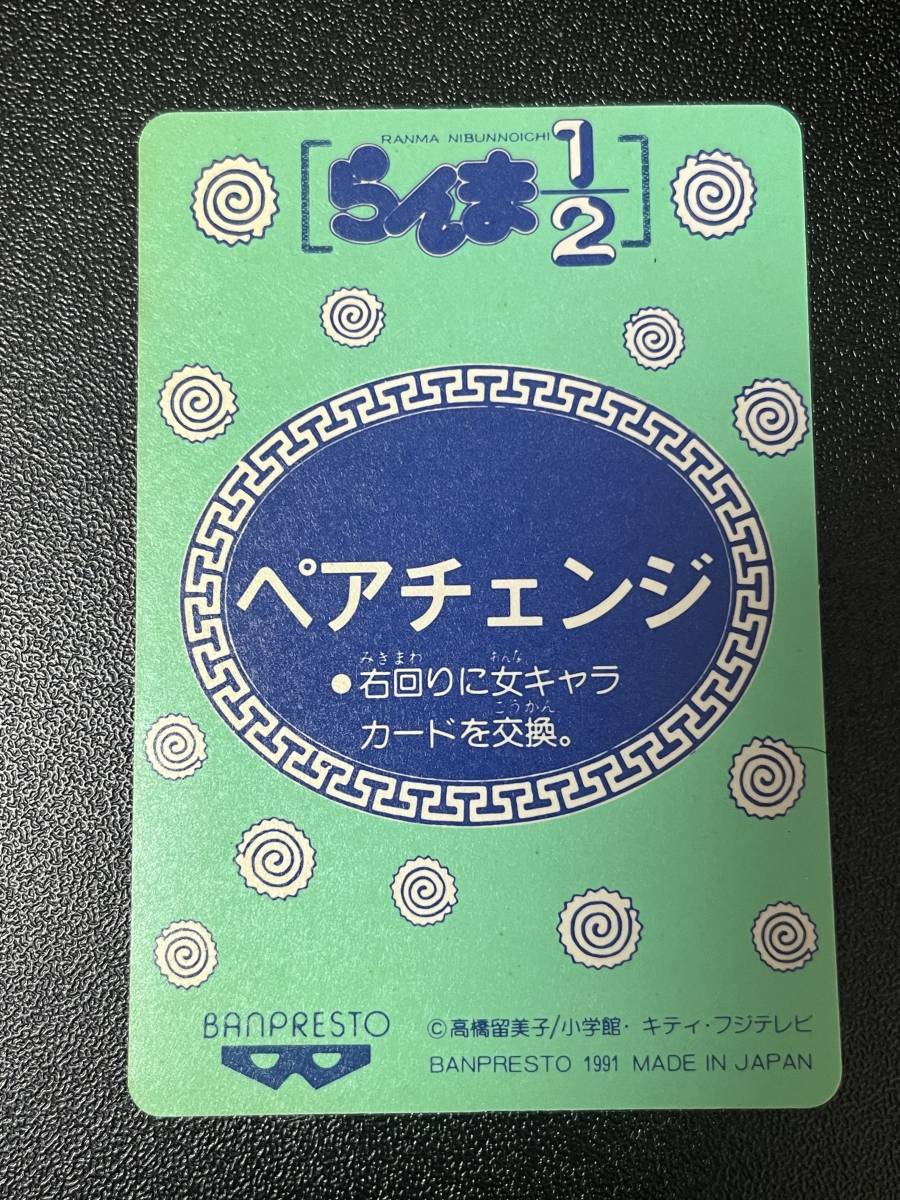 RANMA NIBUNNOICHI
[らんま1/2]
ペアチェンジ
みぎまわ おんな
●右回りに女キャラ
こうかん
カードを交換。
BANPRESTO
©高橋留美子/小学館・キティ・フジテレビ
BANPRESTO 1991 MADE IN JAPAN